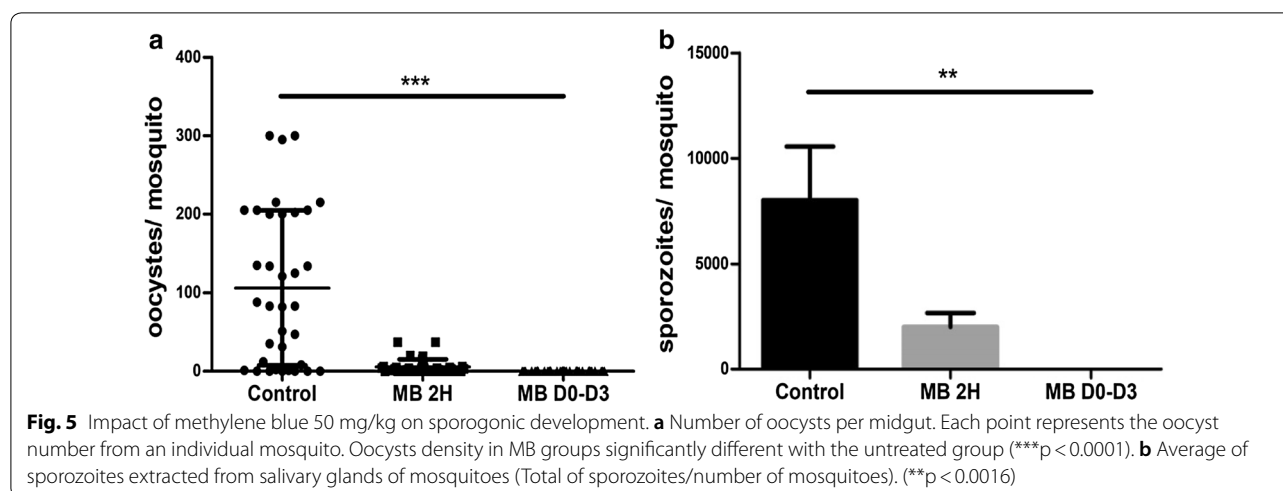 a
400
300
200
100
0
oocystes/ mosquito
***
Control MB 2H MB D0-D3
b
15000
10000
5000
0
sporozoites/ mosquito
**
Control MB 2H MB D0-D3
Fig. 5 Impact of methylene blue 50 mg/kg on sporogonic development. a Number of oocysts per midgut. Each point represents the oocyst
number from an individual mosquito. Oocysts density in MB groups significantly different with the untreated group (***p < 0.0001). b Average of
sporozoites extracted from salivary glands of mosquitoes (Total of sporozoites/number of mosquitoes). (**p < 0.0016)